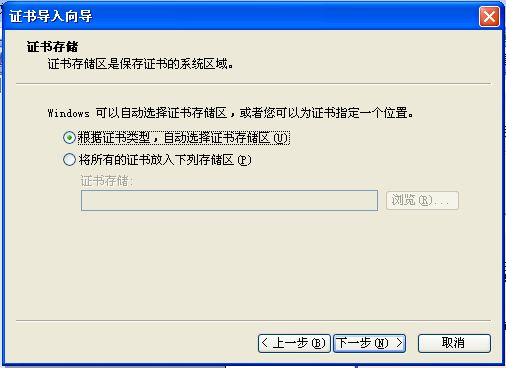 证书导入向导
证书存储
证书存储区是保存证书的系统区域。
Windows 可以自动选择证书存储区，或者您可以为证书指定一个位置。
根据证书类型，自动选择证书存储区(U)
将所有的证书放入下列存储区(P)
证书存储:
浏览(R)...
< 上一步(B) 下一步(N) > 取消